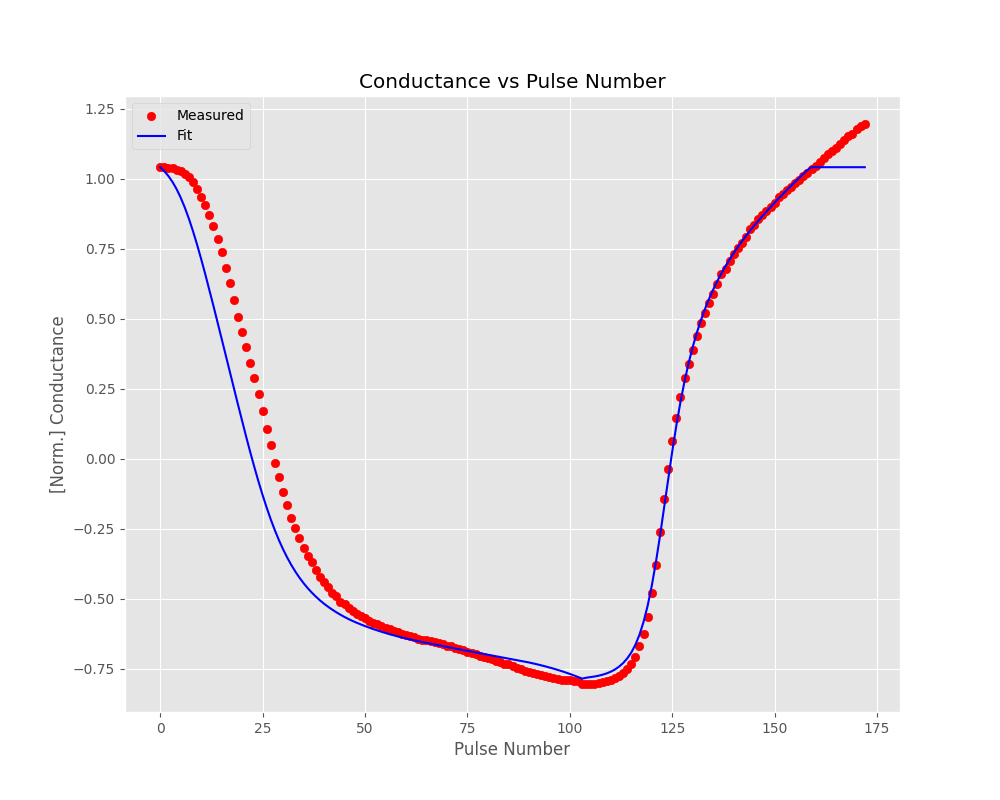 Conductance vs Pulse Number
Measured
Fit
[Norm.] Conductance
1.25
1.00
0.75
0.50
0.25
0.00
−0.25
−0.50
−0.75
0 25 50 75 100 125 150 175
Pulse Number